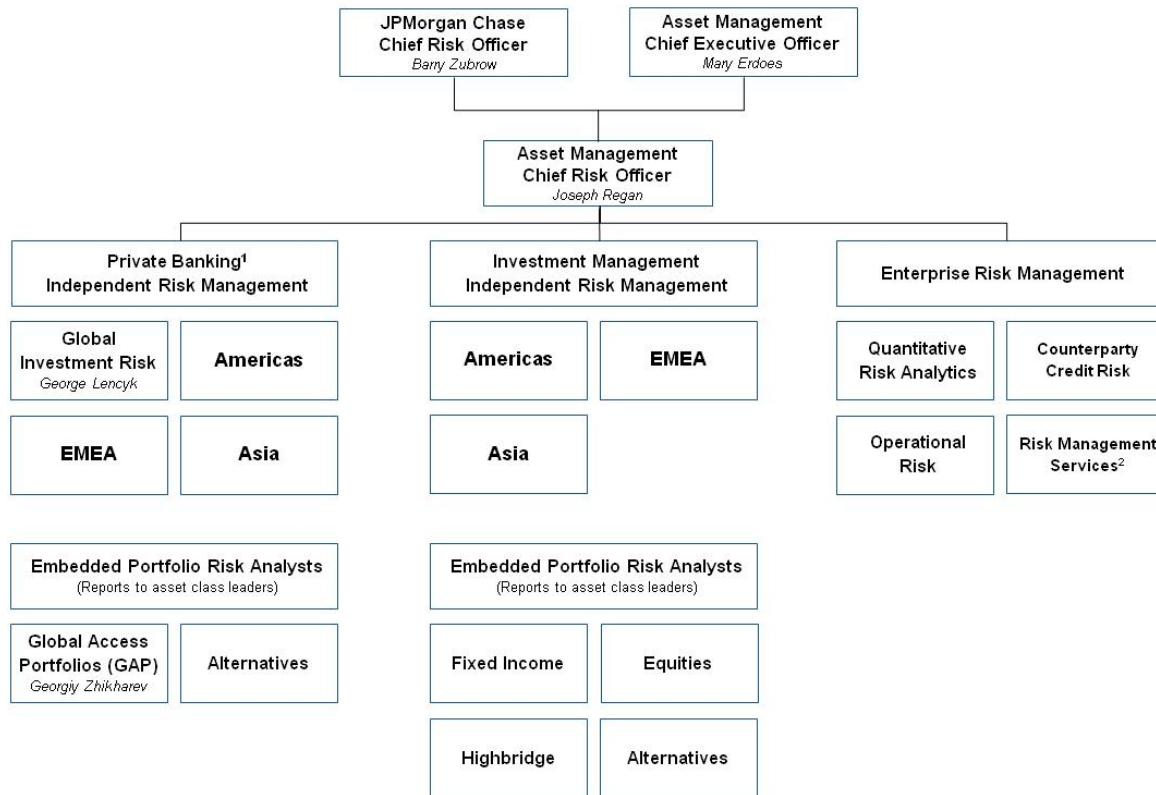 JPMorgan Chase
Chief Risk Officer
Barry Zubrow
Asset Management
Chief Executive Officer
Mary Erdoes
Asset Management
Chief Risk Officer
Joseph Regan
Private Banking¹
Independent Risk Management
Investment Management
Independent Risk Management
Enterprise Risk Management
Global
Investment Risk
George Lencyk
Americas
Americas
EMEA
Quantitative
Risk Analytics
Counterparty
Credit Risk
EMEA
Asia
Asia
Operational
Risk
Risk Management
Services²
Embedded Portfolio Risk Analysts
(Reports to asset class leaders)
Embedded Portfolio Risk Analysts
(Reports to asset class leaders)
Global Access
Portfolios (GAP)
Georgiy Zhikharev
Alternatives
Fixed Income
Equities
Highbridge
Alternatives